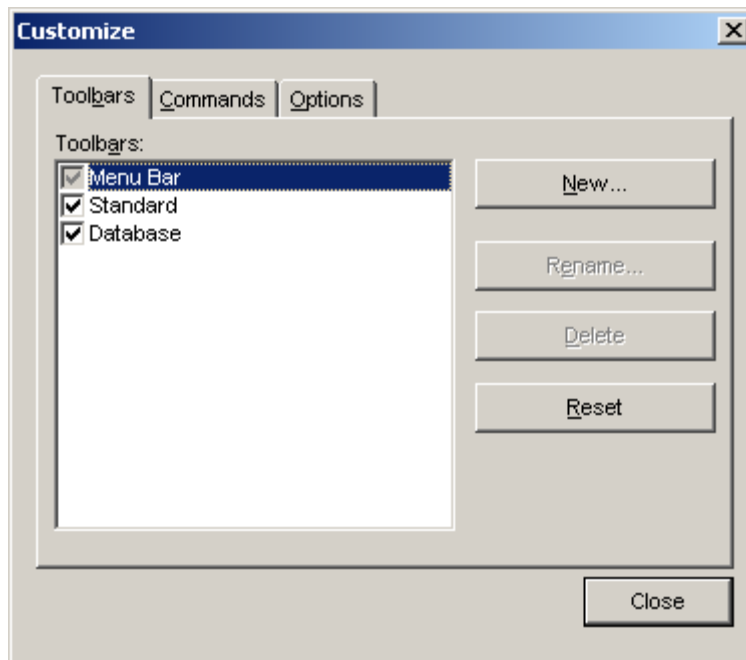 Customize
Toolbars Commands Options
Toolbars:
Menu Bar
Standard
Database
New...
Rename...
Delete
Reset
Close